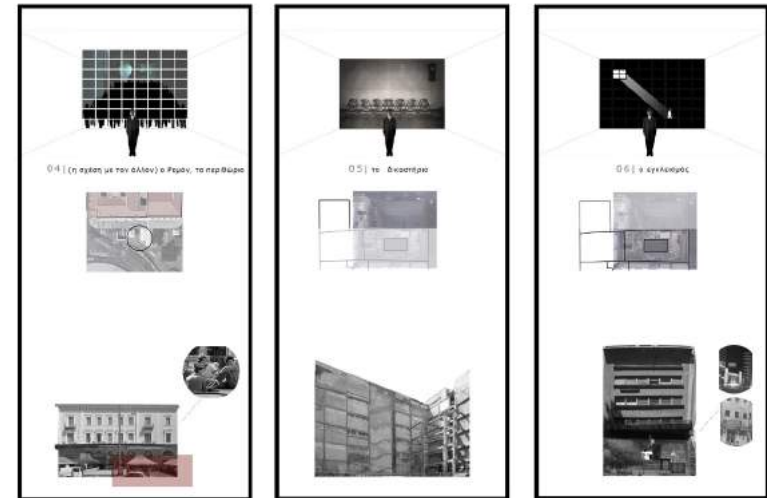 04| (η σχέση με τον άλλον) ο Ρεμόν, το περιθώριο
05| το δικαστήριο
06| ο εγκλεισμός